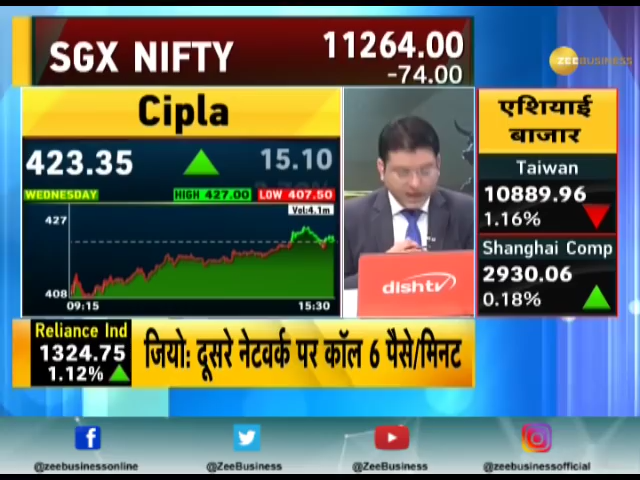 SGX NIFTY
11264.00
-74.00
ZEEBUSINESS
Cipla
423.35
15.10
WEDNESDAY
HIGH 427.00
LOW 407.50
Vol:4.1m
427
408
09:15
15:30
dishtv
एशियाई
बाजार
Taiwan
10889.96
1.16%
Shanghai Comp
2930.06
0.18%
Reliance Ind
1324.75
1.12%
जियो: दूसरे नेटवर्क पर कॉल 6 पैसे/मिनट
@zeebusinessonline
@ZeeBusiness
@ZeeBusiness
@zeebusinessofficial